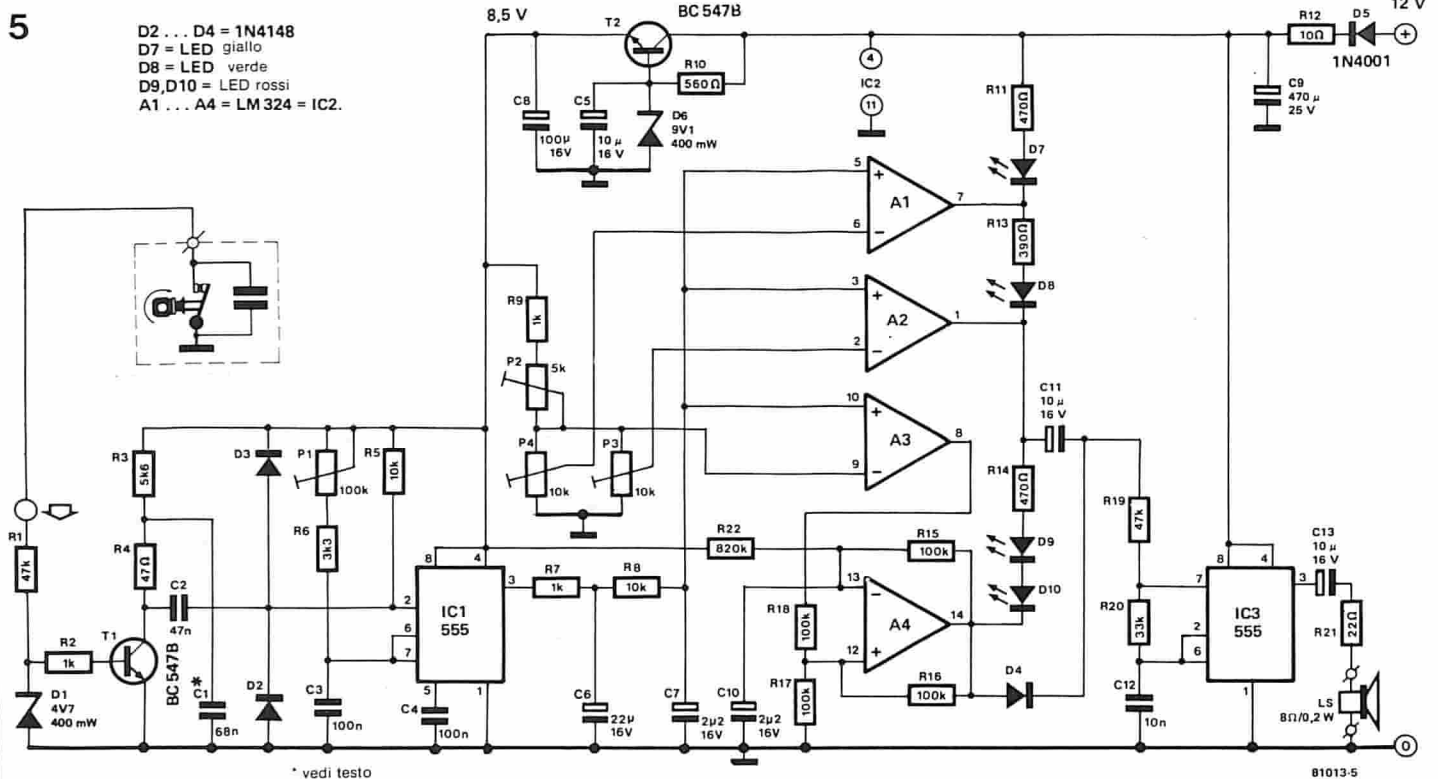 5
D2 ... D4 = 1N4148
D7 = LED giallo
D8 = LED verde
D9,D10 = LED rossi
A1 ... A4 = LM 324 = IC2.
8,5 V
T2
BC 547B
R10
560Ω
C8
100µ
16V
C5
10 µ
16 V
D6
9V1
400 mW
4
IC2
11
R11
470Ω
D7
R13
390Ω
D8
R12
10Ω
D5
12 V
+
1N4001
C9
470 µ
25 V
5
+
6
−
A1
7
3
+
2
−
A2
1
10
+
9
−
A3
8
13
−
12
+
A4
14
R9
1k
P2
5k
P4
10k
P3
10k
R3
5k6
R4
47Ω
D3
P1
100k
R5
10k
R6
3k3
R1
47k
R2
1k
T1
BC 547B
C2
47n
D1
4V7
400 mW
*
C1
68n
D2
C3
100n
C4
100n
8
4
3
2
6
7
5
1
IC1
555
R7
1k
R8
10k
R22
820k
R15
100k
R18
100k
R17
100k
R16
100k
D4
C6
22µ
16V
C7
2µ2
16V
C10
2µ2
16V
C11
10 µ
16 V
R14
470Ω
D9
D10
R19
47k
R20
33k
C12
10n
8
4
7
2
6
3
1
IC3
555
C13
10 µ
16 V
R21
22Ω
LS
8Ω/0,2 W
0
* vedi testo
81013-5